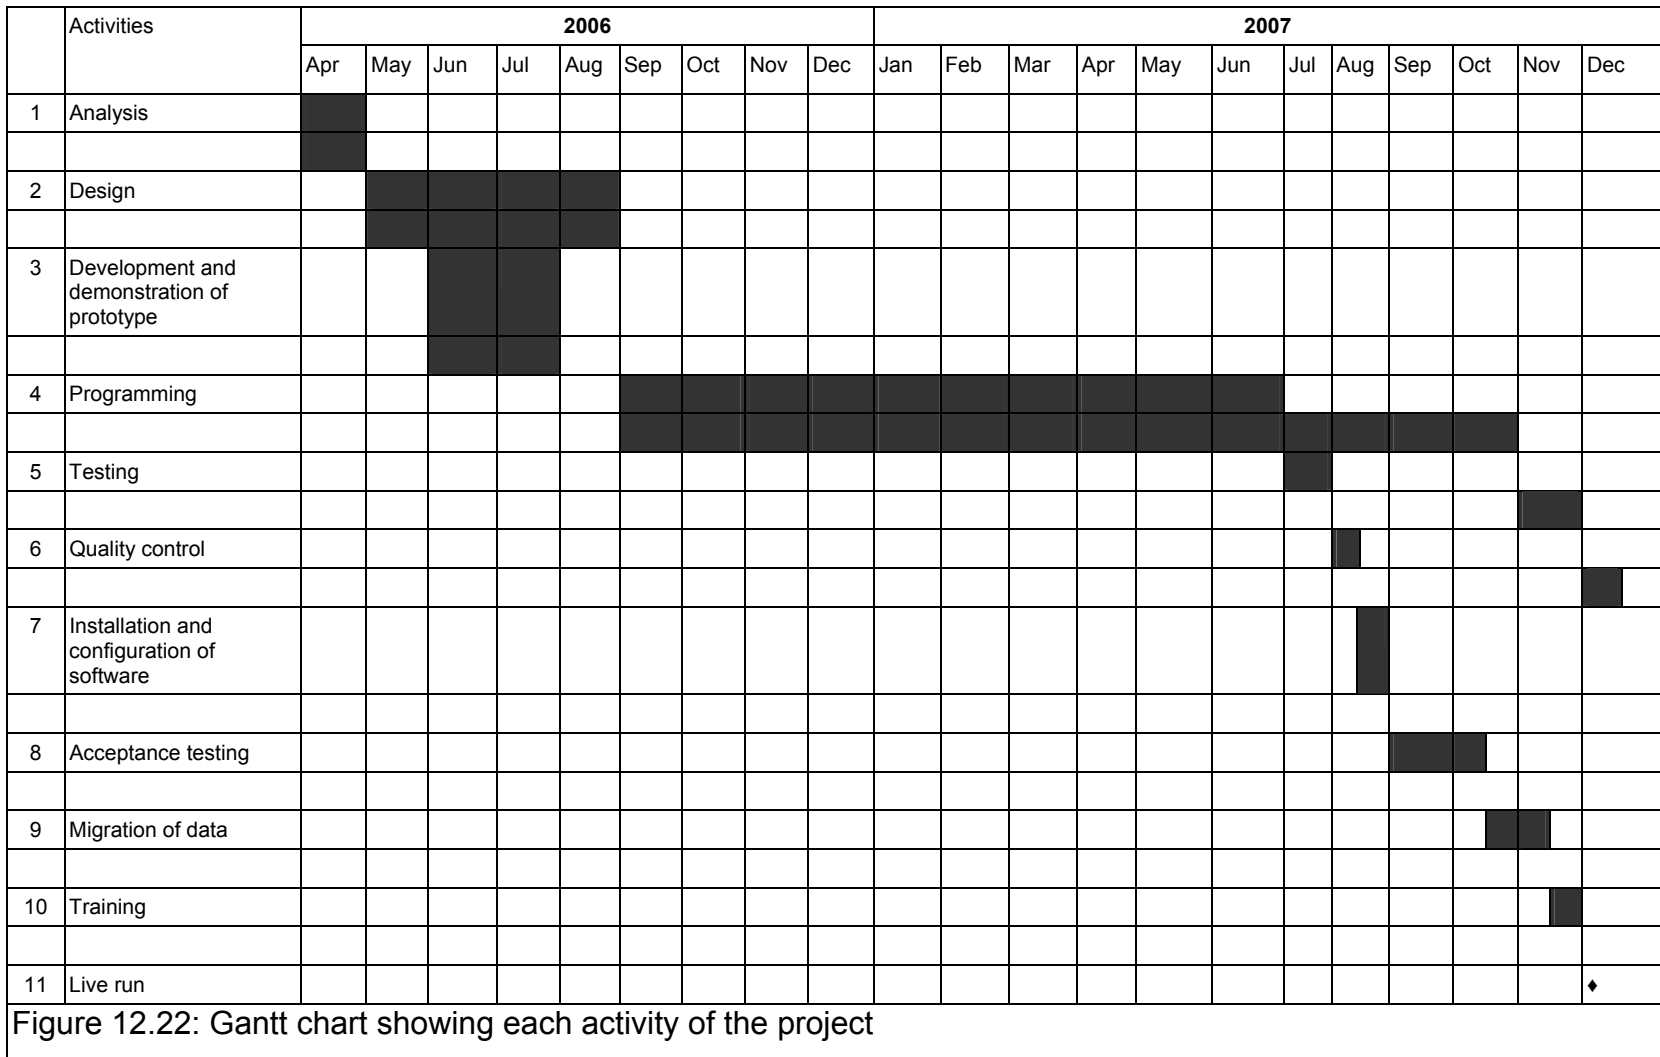 Activities 2006 2007
Apr May Jun Jul Aug Sep Oct Nov Dec Jan Feb Mar Apr May Jun Jul Aug Sep Oct Nov Dec
1 Analysis
2 Design
3 Development and
demonstration of
prototype
4 Programming
5 Testing
6 Quality control
7 Installation and
configuration of
software
8 Acceptance testing
9 Migration of data
10 Training
11 Live run ♦
Figure 12.22: Gantt chart showing each activity of the project